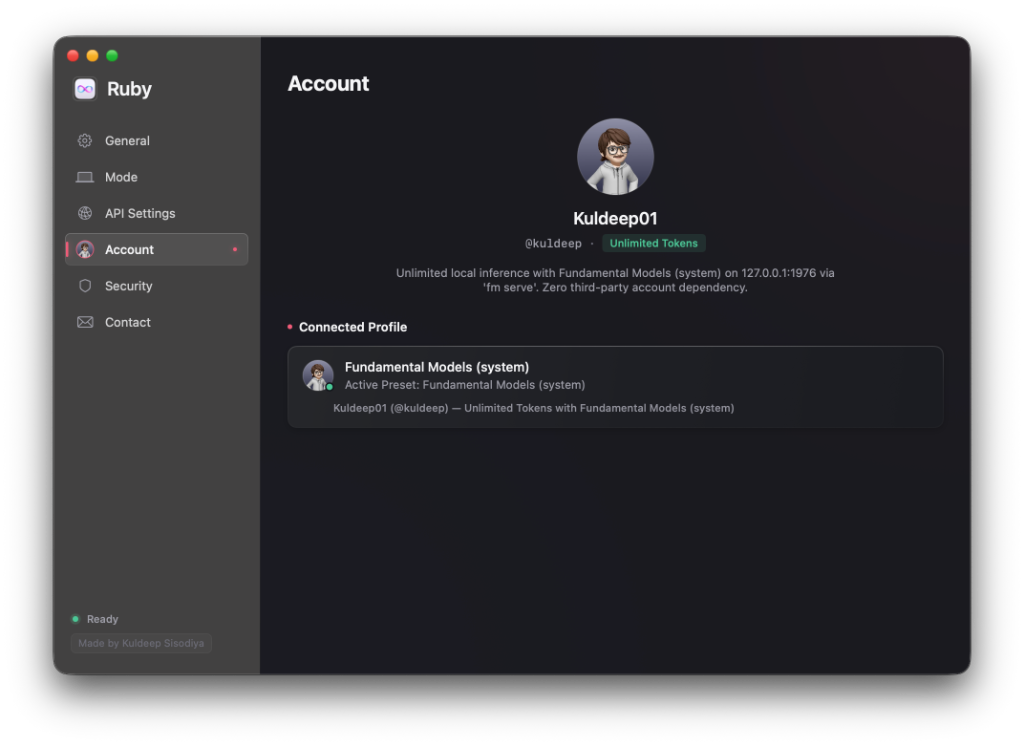 Ruby
General
Mode
API Settings
Account
Security
Contact
Ready
Made by Kuldeep Sisodiya
Account
Kuldeep01
@kuldeep · Unlimited Tokens
Unlimited local inference with Fundamental Models (system) on 127.0.0.1:1976 via
'fm serve'. Zero third-party account dependency.
Connected Profile
Fundamental Models (system)
Active Preset: Fundamental Models (system)
Kuldeep01 (@kuldeep) — Unlimited Tokens with Fundamental Models (system)